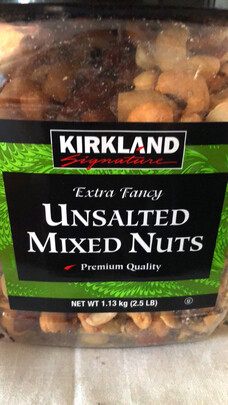 KIRKLAND
Signature
Extra Fancy
UNSALTED
MIXED NUTS
Premium Quality
NET WT 1.13 kg (2.5 LB)